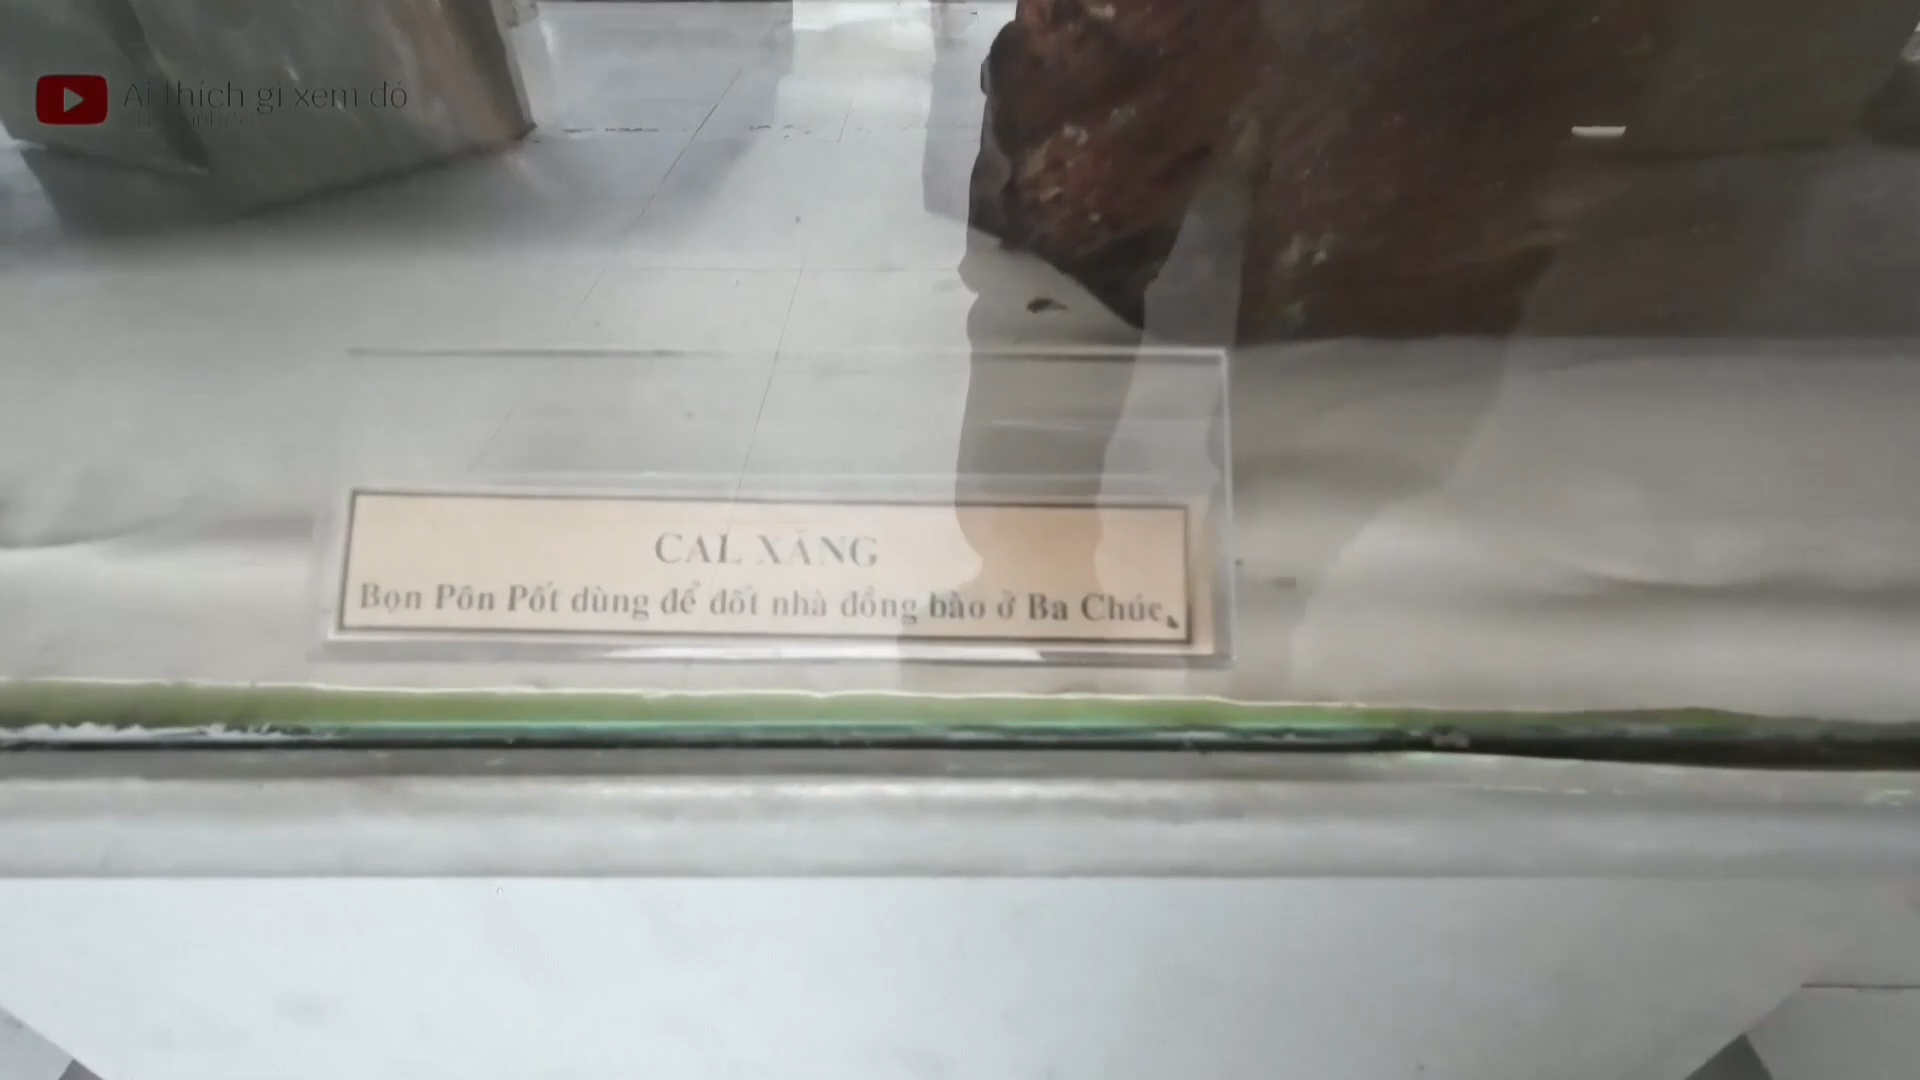 Ai thích gì xem đó
CAL XĂNG
Bọn Pôn Pốt dùng để đốt nhà đồng bào ở Ba Chúc.